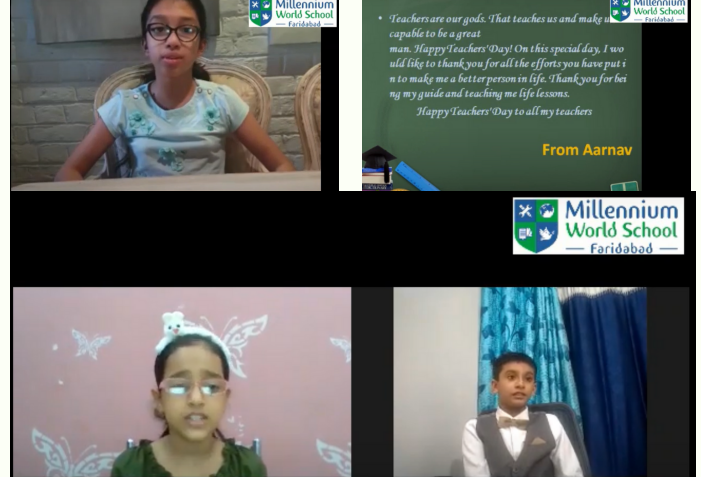 Millennium
World School
Faridabad
Millennium
World School
Faridabad
• Teachers are our gods. That teaches us and make
capable to be a great
man. Happy Teachers' Day! On this special day, I wo
uld like to thank you for all the efforts you have put i
n to make me a better person in life. Thank you for bei
ng my guide and teaching me life lessons.
Happy Teachers' Day to all my teachers
From Aarnav
Millennium
World School
Faridabad